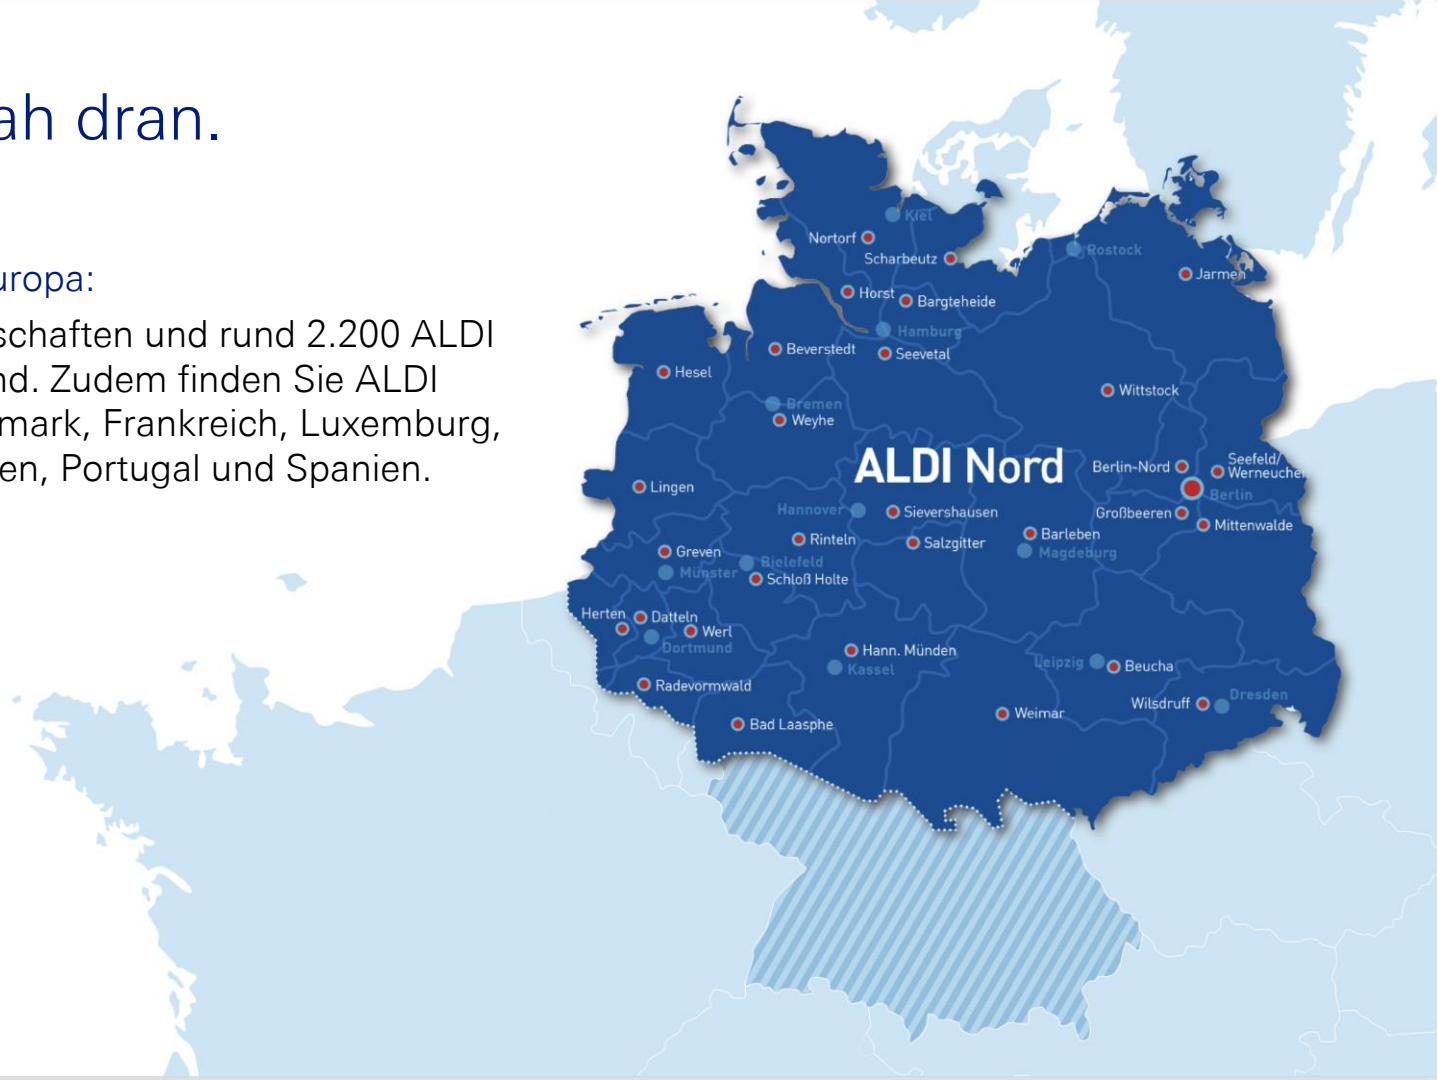 ah dran.
uropa:
schaften und rund 2.200 ALDI
nd. Zudem finden Sie ALDI
mark, Frankreich, Luxemburg,
en, Portugal und Spanien.
Kiel
Nortorf
Scharbeutz
Rostock
Jarmen
Horst
Bargteheide
Hamburg
Beverstedt
Seevetal
Hesel
Wittstock
Bremen
Weyhe
ALDI Nord
Berlin-Nord
Seefeld/
Werneuchen
Lingen
Berlin
Hannover
Sievershausen
Großbeeren
Mittenwalde
Rinteln
Salzgitter
Barleben
Magdeburg
Greven
Bielefeld
Münster
Schloß Holte
Herten
Datteln
Werl
Dortmund
Hann. Münden
Kassel
Leipzig
Beucha
Radevormwald
Dresden
Wilsdruff
Weimar
Bad Laasphe